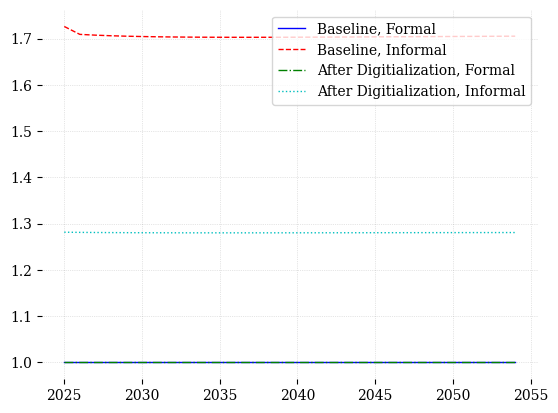 Baseline, Formal
Baseline, Informal
After Digitialization, Formal
After Digitialization, Informal
1.7
1.6
1.5
1.4
1.3
1.2
1.1
1.0
2025 2030 2035 2040 2045 2050 2055